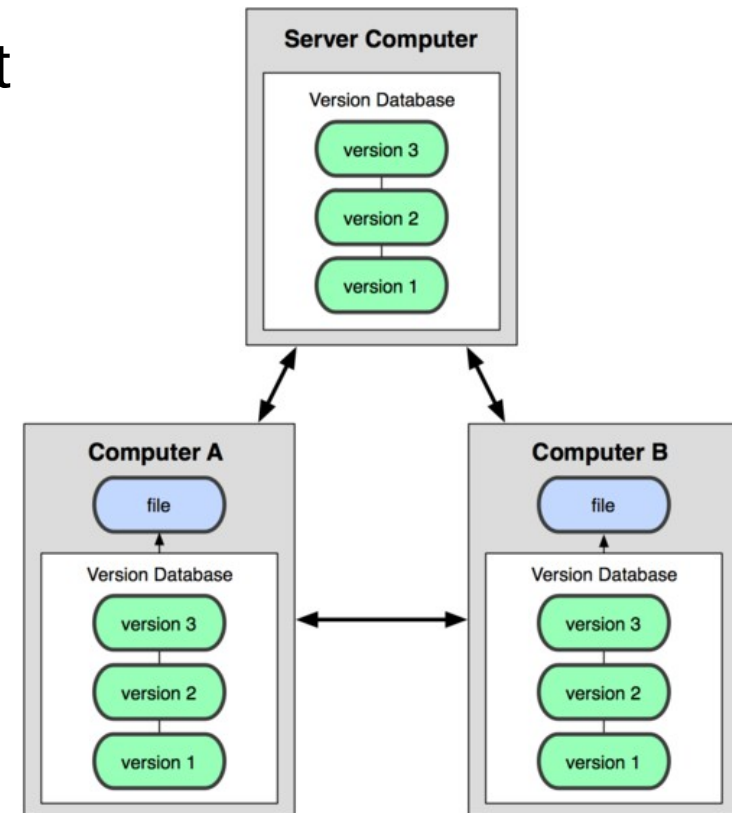 t
Server Computer
Version Database
version 3
version 2
version 1
Computer A
file
Version Database
version 3
version 2
version 1
Computer B
file
Version Database
version 3
version 2
version 1